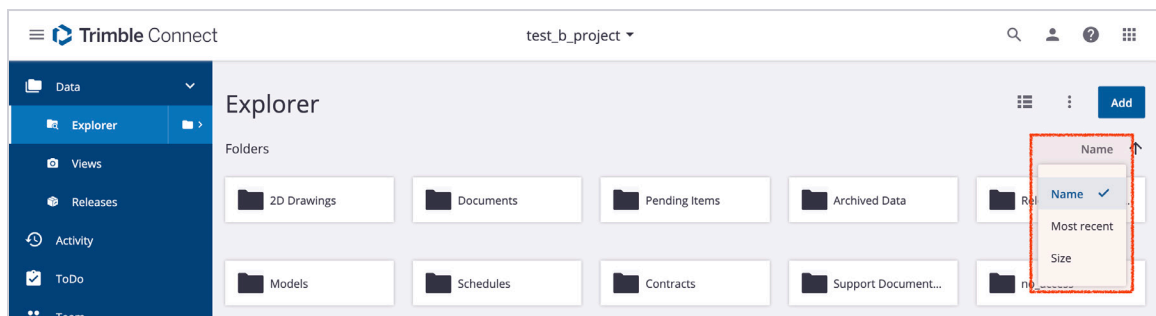 Trimble Connect
test_b_project
Data
Explorer
Views
Releases
Activity
ToDo
Explorer
Add
Folders
Name
2D Drawings
Documents
Pending Items
Archived Data
Name
Most recent
Size
Models
Schedules
Contracts
Support Document...